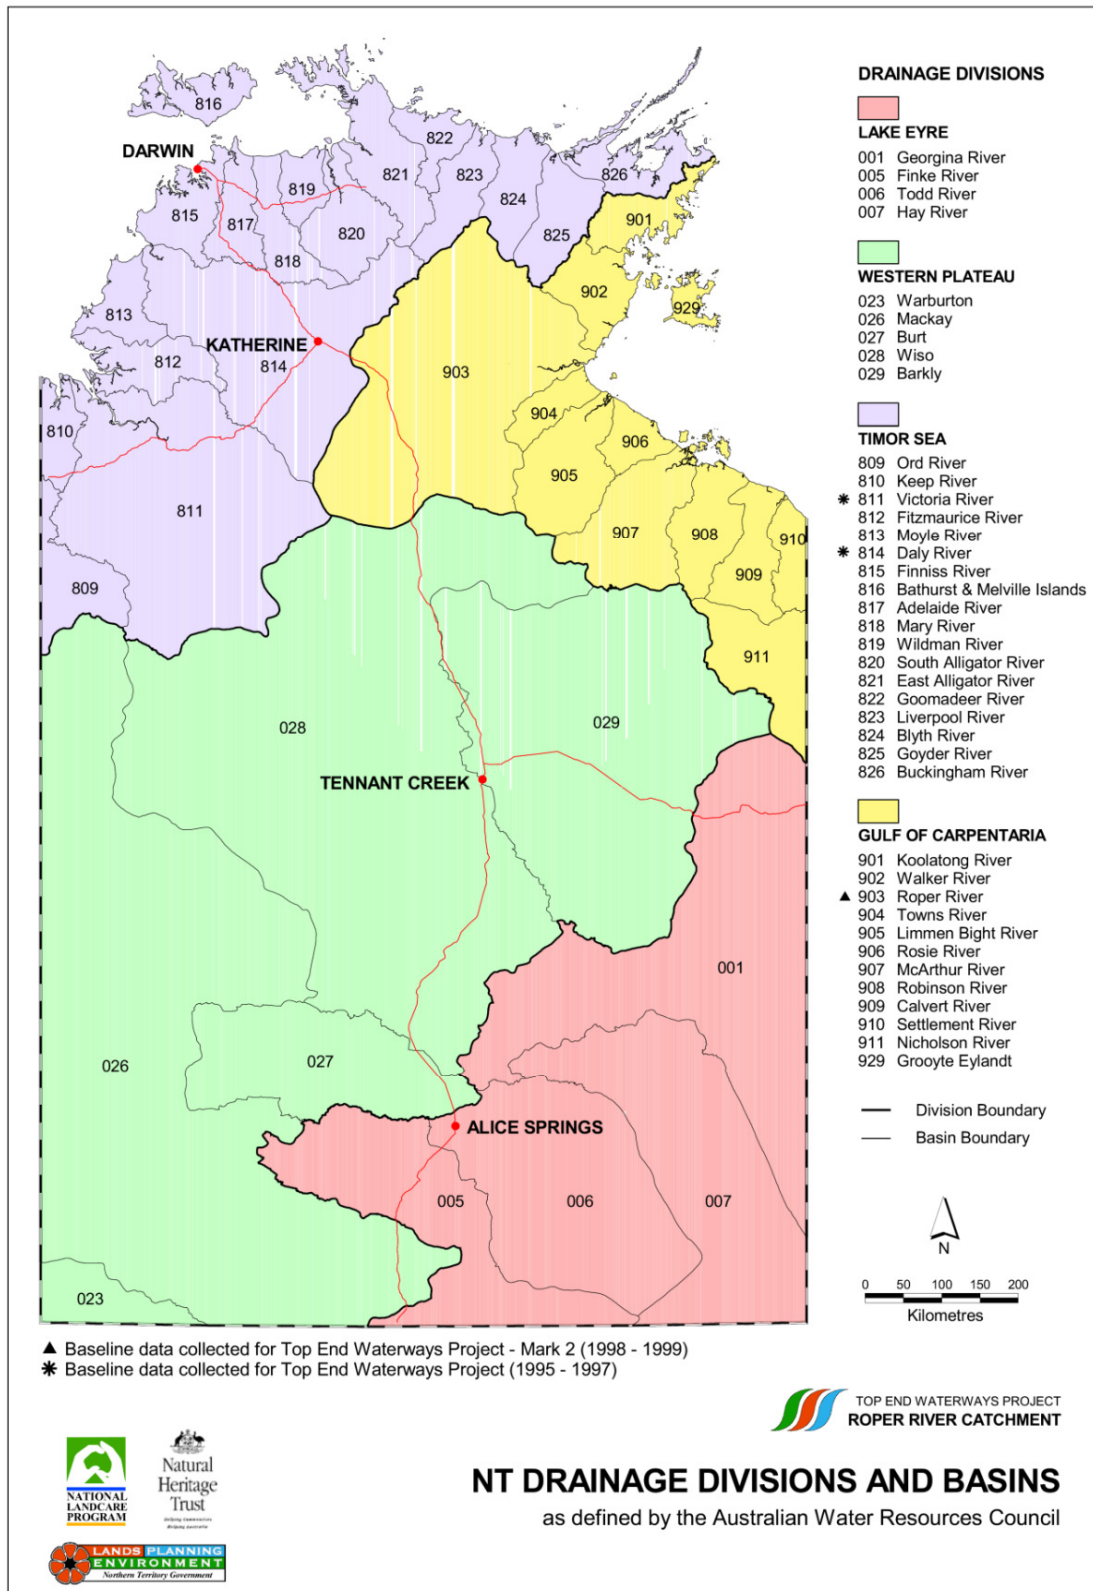 816
DARWIN
822
821
823
819
826
824
815
817
901
820
825
818
902
929
813
KATHERINE
812
814
903
904
810
906
905
811
907
908
910
909
809
911
028
029
TENNANT CREEK
001
026
027
ALICE SPRINGS
005
006
007
023
DRAINAGE DIVISIONS
LAKE EYRE
001 Georgina River
005 Finke River
006 Todd River
007 Hay River
WESTERN PLATEAU
023 Warburton
026 Mackay
027 Burt
028 Wiso
029 Barkly
TIMOR SEA
809 Ord River
810 Keep River
✱ 811 Victoria River
812 Fitzmaurice River
813 Moyle River
✱ 814 Daly River
815 Finniss River
816 Bathurst & Melville Islands
817 Adelaide River
818 Mary River
819 Wildman River
820 South Alligator River
821 East Alligator River
822 Goomadeer River
823 Liverpool River
824 Blyth River
825 Goyder River
826 Buckingham River
GULF OF CARPENTARIA
901 Koolatong River
902 Walker River
▲ 903 Roper River
904 Towns River
905 Limmen Bight River
906 Rosie River
907 McArthur River
908 Robinson River
909 Calvert River
910 Settlement River
911 Nicholson River
929 Grooyte Eylandt
Division Boundary
Basin Boundary
N
0 50 100 150 200
Kilometres
▲ Baseline data collected for Top End Waterways Project - Mark 2 (1998 - 1999)
✱ Baseline data collected for Top End Waterways Project (1995 - 1997)
TOP END WATERWAYS PROJECT
ROPER RIVER CATCHMENT
NATIONAL
LANDCARE
PROGRAM
Natural
Heritage
Trust
Helping Communities
Helping Australia
NT DRAINAGE DIVISIONS AND BASINS
as defined by the Australian Water Resources Council
LANDS PLANNING
ENVIRONMENT
Northern Territory Government